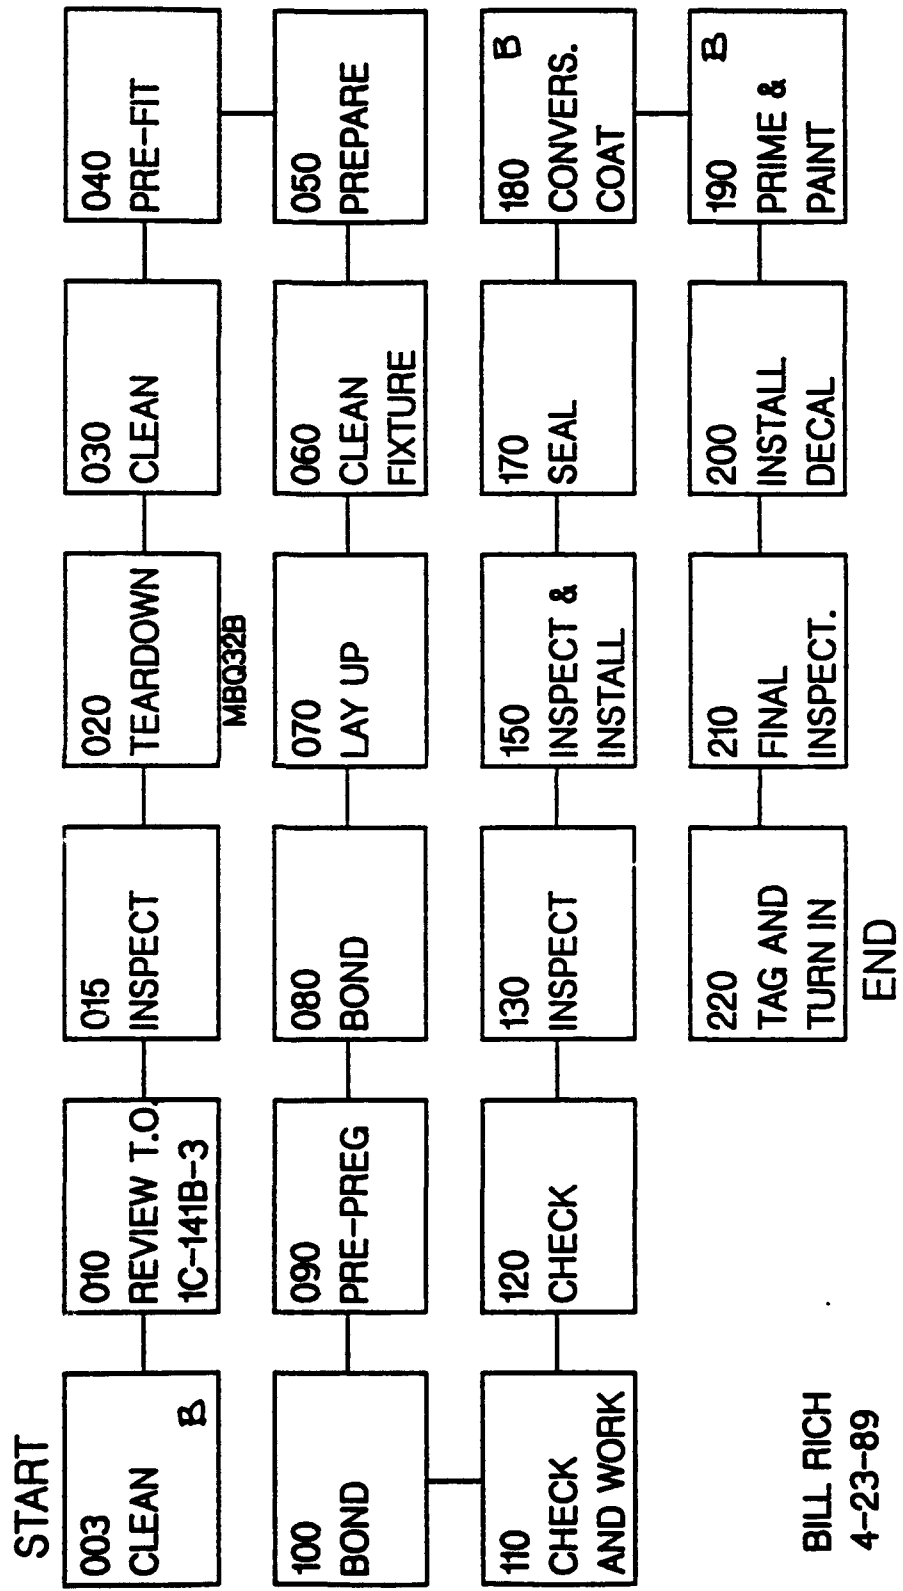 START
003
CLEAN
B
010
REVIEW T.O.
1C-141B-3
015
INSPECT
020
TEARDOWN
MBQ32B
030
CLEAN
040
PRE-FIT
050
PREPARE
060
CLEAN
FIXTURE
070
LAY UP
080
BOND
090
PRE-PREG
100
BOND
110
CHECK
AND WORK
120
CHECK
130
INSPECT
150
INSPECT &
INSTALL
170
SEAL
180 B
CONVERS.
COAT
190 B
PRIME &
PAINT
200
INSTALL
DECAL
210
FINAL
INSPECT.
220
TAG AND
TURN IN
END
BILL RICH
4-23-89